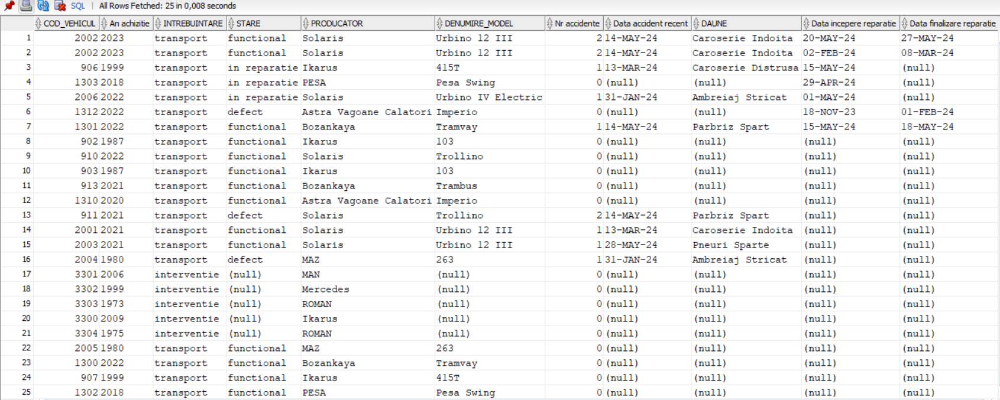 SQL | All Rows Fetched: 25 in 0,008 seconds
COD_VEHICUL An achizitie INTREBUINTARE STARE PRODUCATOR DENUMIRE_MODEL Nr accidente Data accident recent DAUNE Data incepere reparatie Data finalizare reparatie
1 2002 2023 transport functional Solaris Urbino 12 III 2 14-MAY-24 Caroserie Indoita 20-MAY-24 27-MAY-24
2 2002 2023 transport functional Solaris Urbino 12 III 2 14-MAY-24 Caroserie Indoita 02-FEB-24 08-MAR-24
3 906 1999 transport in reparatie Ikarus 415T 1 13-MAR-24 Caroserie Distrusa 15-MAY-24 (null)
4 1303 2018 transport in reparatie PESA Pesa Swing 0 (null) (null) 29-APR-24 (null)
5 2006 2022 transport in reparatie Solaris Urbino IV Electric 1 31-JAN-24 Ambreiaj Stricat 01-MAY-24 (null)
6 1312 2022 transport defect Astra Vagoane Calatori Imperio 0 (null) (null) 18-NOV-23 01-FEB-24
7 1301 2022 transport functional Bozankaya Tramvay 1 14-MAY-24 Parbriz Spart 15-MAY-24 18-MAY-24
8 902 1987 transport functional Ikarus 103 0 (null) (null) (null) (null)
9 910 2022 transport functional Solaris Trollino 0 (null) (null) (null) (null)
10 903 1987 transport functional Ikarus 103 0 (null) (null) (null) (null)
11 913 2021 transport functional Bozankaya Trambus 0 (null) (null) (null) (null)
12 1310 2020 transport functional Astra Vagoane Calatori Imperio 0 (null) (null) (null) (null)
13 911 2021 transport defect Solaris Trollino 2 14-MAY-24 Parbriz Spart (null) (null)
14 2001 2021 transport functional Solaris Urbino 12 III 1 13-MAR-24 Caroserie Indoita (null) (null)
15 2003 2021 transport functional Solaris Urbino 12 III 1 28-MAY-24 Pneuri Sparte (null) (null)
16 2004 1980 transport defect MAZ 263 1 31-JAN-24 Ambreiaj Stricat (null) (null)
17 3301 2006 interventie (null) MAN (null) 0 (null) (null) (null) (null)
18 3302 1999 interventie (null) Mercedes (null) 0 (null) (null) (null) (null)
19 3303 1973 interventie (null) ROMAN (null) 0 (null) (null) (null) (null)
20 3300 2009 interventie (null) Ikarus (null) 0 (null) (null) (null) (null)
21 3304 1975 interventie (null) ROMAN (null) 0 (null) (null) (null) (null)
22 2005 1980 transport functional MAZ 263 0 (null) (null) (null) (null)
23 1300 2022 transport functional Bozankaya Tramvay 0 (null) (null) (null) (null)
24 907 1999 transport functional Ikarus 415T 0 (null) (null) (null) (null)
25 1302 2018 transport functional PESA Pesa Swing 0 (null) (null) (null) (null)